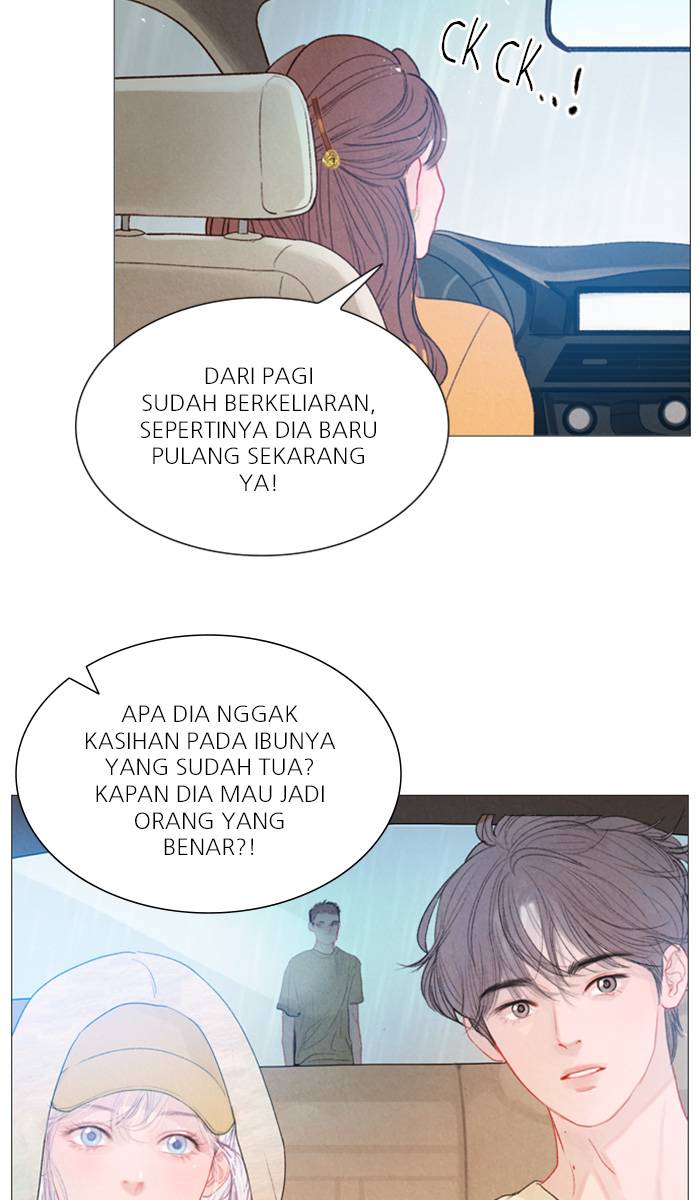 CK CK..!
DARI PAGI
SUDAH BERKELIARAN,
SEPERTINYA DIA BARU
PULANG SEKARANG
YA!
APA DIA NGGAK
KASIHAN PADA IBUNYA
YANG SUDAH TUA?
KAPAN DIA MAU JADI
ORANG YANG
BENAR?!